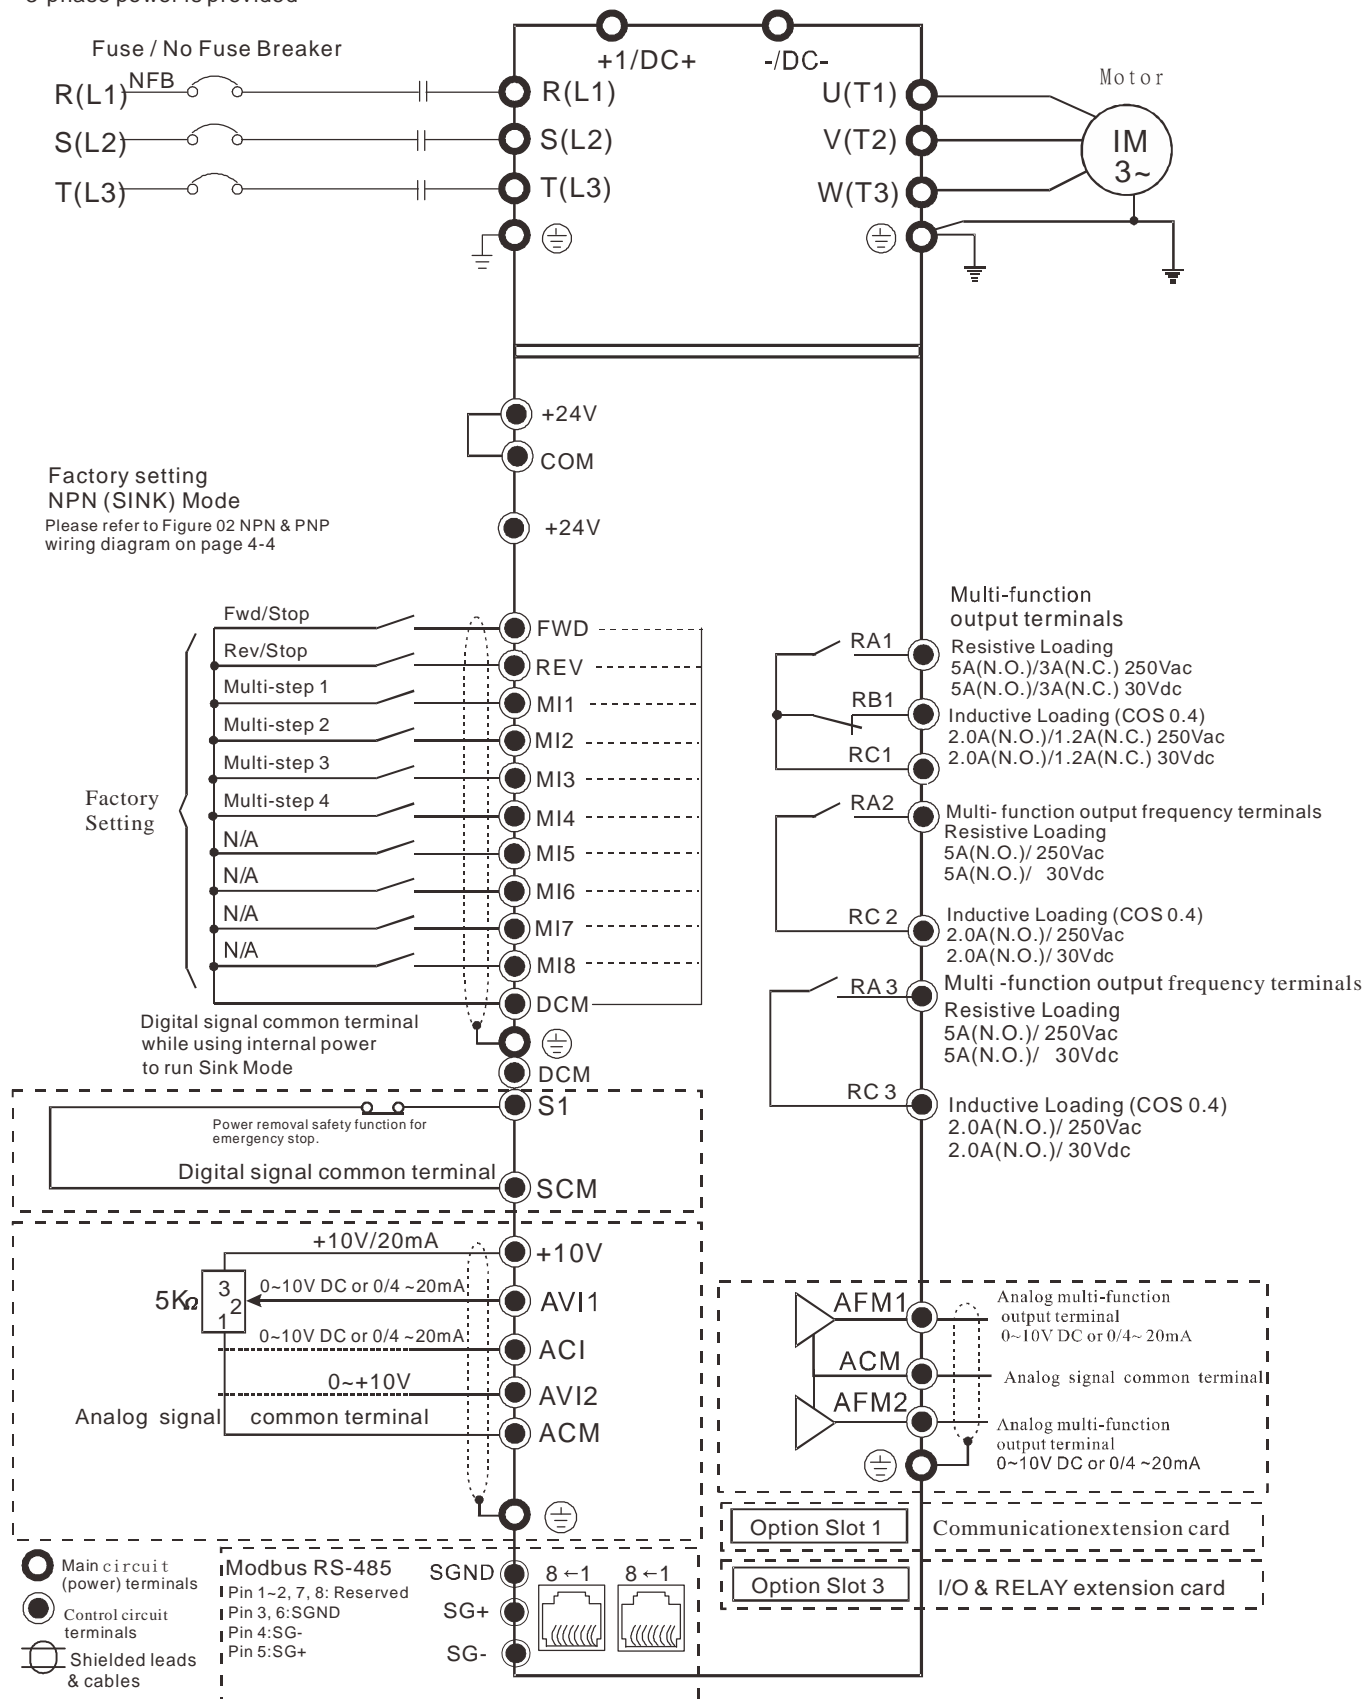 3-phase power is provided
Fuse / No Fuse Breaker
NFB
R(L1)
S(L2)
T(L3)
+1/DC+
-/DC-
R(L1)
S(L2)
T(L3)
U(T1)
V(T2)
W(T3)
Motor
IM
3~
+24V
COM
Factory setting
NPN (SINK) Mode
Please refer to Figure 02 NPN & PNP
wiring diagram on page 4-4
+24V
Factory
Setting
Fwd/Stop
FWD
Rev/Stop
REV
Multi-step 1
MI1
Multi-step 2
MI2
Multi-step 3
MI3
Multi-step 4
MI4
N/A
MI5
N/A
MI6
N/A
MI7
N/A
MI8
DCM
Digital signal common terminal
while using internal power
to run Sink Mode
DCM
S1
Power removal safety function for
emergency stop.
Digital signal common terminal
SCM
+10V/20mA
+10V
5KΩ
3
2
1
0~10V DC or 0/4 ~20mA
AVI1
0~10V DC or 0/4 ~20mA
ACI
0~+10V
AVI2
Analog signal common terminal
ACM
Main circuit
(power) terminals
Control circuit
terminals
Shielded leads
& cables
Modbus RS-485
Pin 1~2, 7, 8: Reserved
Pin 3, 6:SGND
Pin 4:SG-
Pin 5:SG+
SGND
SG+
SG-
8←1
8←1
Multi-function
output terminals
RA1
Resistive Loading
5A(N.O.)/3A(N.C.) 250Vac
5A(N.O.)/3A(N.C.) 30Vdc
RB1
Inductive Loading (COS 0.4)
2.0A(N.O.)/1.2A(N.C.) 250Vac
2.0A(N.O.)/1.2A(N.C.) 30Vdc
RC1
RA2
Multi- function output frequency terminals
Resistive Loading
5A(N.O.)/ 250Vac
5A(N.O.)/ 30Vdc
RC2
Inductive Loading (COS 0.4)
2.0A(N.O.)/ 250Vac
2.0A(N.O.)/ 30Vdc
RA3
Multi -function output frequency terminals
Resistive Loading
5A(N.O.)/ 250Vac
5A(N.O.)/ 30Vdc
RC3
Inductive Loading (COS 0.4)
2.0A(N.O.)/ 250Vac
2.0A(N.O.)/ 30Vdc
AFM1
Analog multi-function
output terminal
0~10V DC or 0/4~ 20mA
ACM
Analog signal common terminal
AFM2
Analog multi-function
output terminal
0~10V DC or 0/4 ~20mA
Option Slot 1
Communicationextension card
Option Slot 3
I/O & RELAY extension card